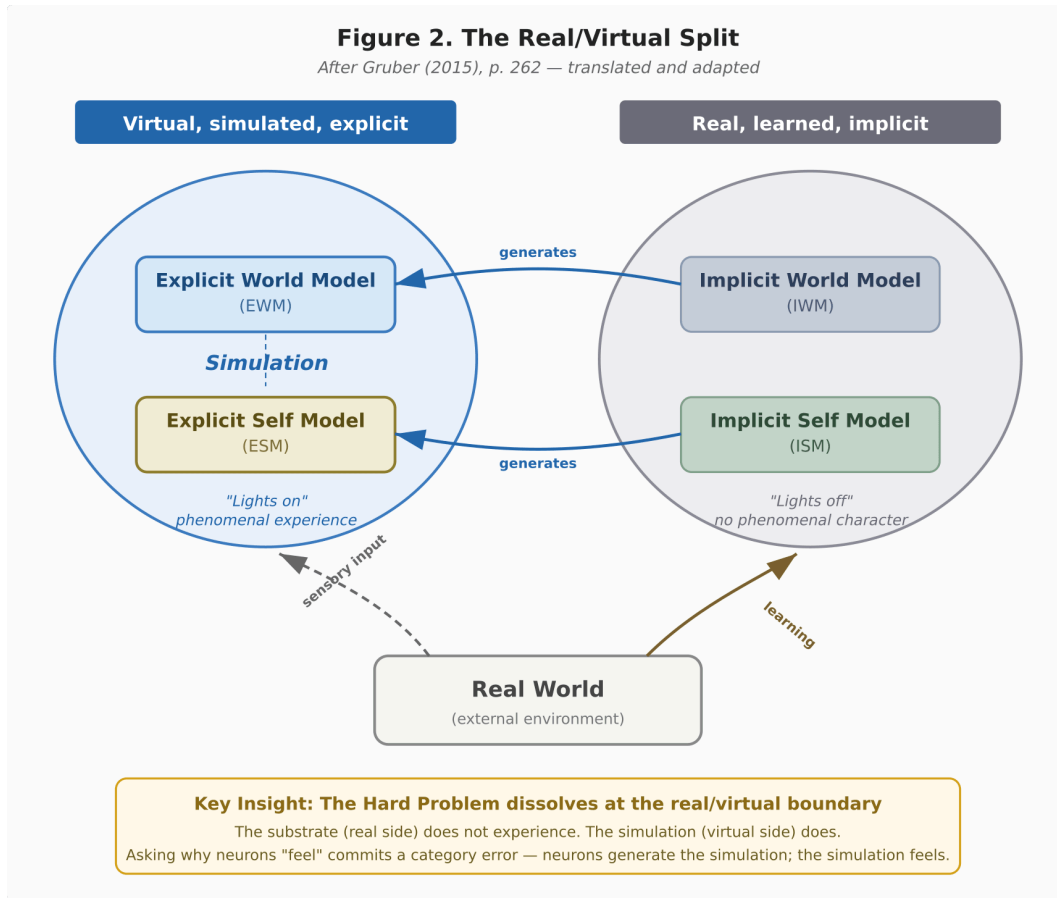 Figure 2. The Real/Virtual Split
After Gruber (2015), p. 262 — translated and adapted
Virtual, simulated, explicit
Real, learned, implicit
generates
Explicit World Model
(EWM)
Implicit World Model
(IWM)
Simulation
Explicit Self Model
(ESM)
Implicit Self Model
(ISM)
generates
"Lights on"
phenomenal experience
"Lights off"
no phenomenal character
sensory input
learning
Real World
(external environment)
Key Insight: The Hard Problem dissolves at the real/virtual boundary
The substrate (real side) does not experience. The simulation (virtual side) does.
Asking why neurons "feel" commits a category error — neurons generate the simulation; the simulation feels.